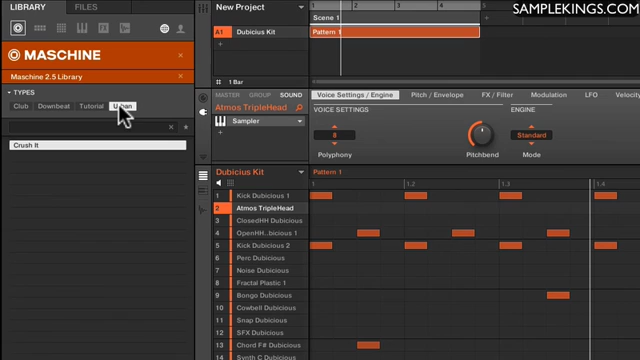 LIBRARY FILES
MASCHINE
Maschine 2.5 Library
TYPES
Club Downbeat Tutorial
Crush It
New Project
A1 Dubicius Kit
SAMPLEKINGS.COM
1 2 3 4 5
Scene 1
Pattern 1
1 Bar
MASTER GROUP SOUND
Atmos TripleHead
Sampler
Voice Settings / Engine Pitch / Envelope FX / Filter Modulation LFO Velocity
VOICE SETTINGS ENGINE
8 Standard
Polyphony Pitchbend Mode
Dubicius Kit Pattern 1
1 1.2 1.3 1.4
1 Kick Dubicious 1
2 Atmos TripleHead
3 ClosedHH Dubicious
4 OpenHH..bicious 1
5 Kick Dubicious 2
6 Perc Dubicious
7 Noise Dubicious
8 Fractal Plastic 1
9 Bongo Dubicious
10 Cowbell Dubicious
11 Snap Dubicious
12 SFX Dubicious
13 Chord F# Dubicious
14 Synth C Dubicious